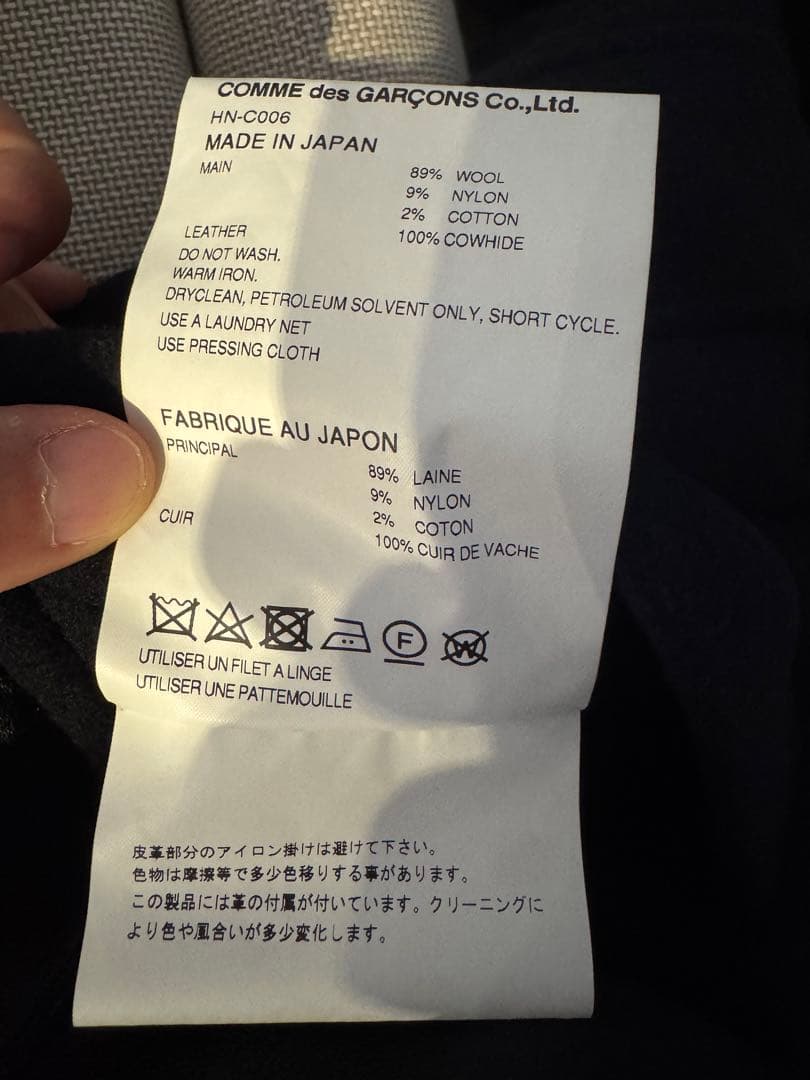 COMME des GARÇONS Co.,Ltd.
HN-C006
MADE IN JAPAN
MAIN 89% WOOL
9% NYLON
2% COTTON
LEATHER 100% COWHIDE
DO NOT WASH.
WARM IRON.
DRYCLEAN, PETROLEUM SOLVENT ONLY, SHORT CYCLE.
USE A LAUNDRY NET
USE PRESSING CLOTH
FABRIQUE AU JAPON
PRINCIPAL 89% LAINE
9% NYLON
2% COTON
CUIR 100% CUIR DE VACHE
F W
UTILISER UN FILET A LINGE
UTILISER UNE PATTEMOUILLE
皮革部分のアイロン掛けは避けて下さい。
色物は摩擦等で多少色移りする事があります。
この製品には革の付属が付いています。クリーニングに
より色や風合いが多少変化します。